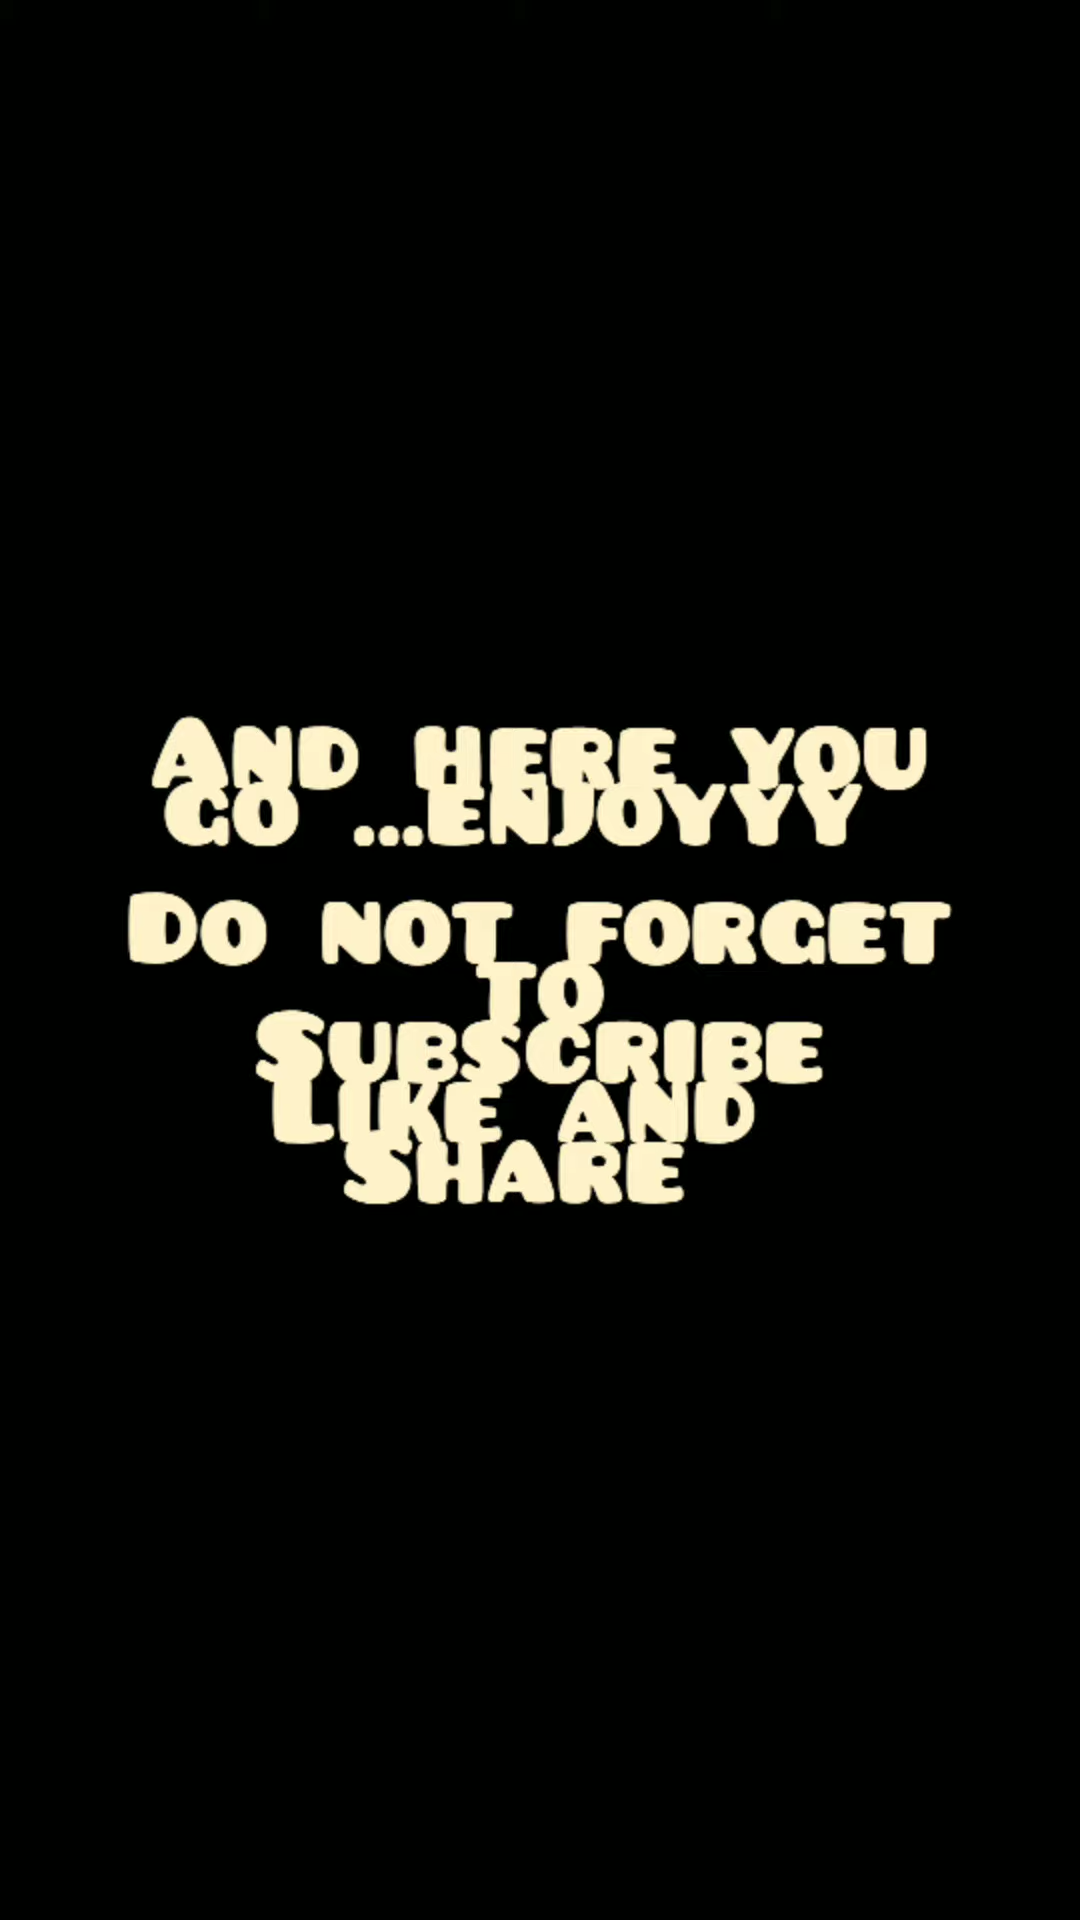 And here you
go ...enjoyyy
Do not forget
to
Subscribe
Like and
Share